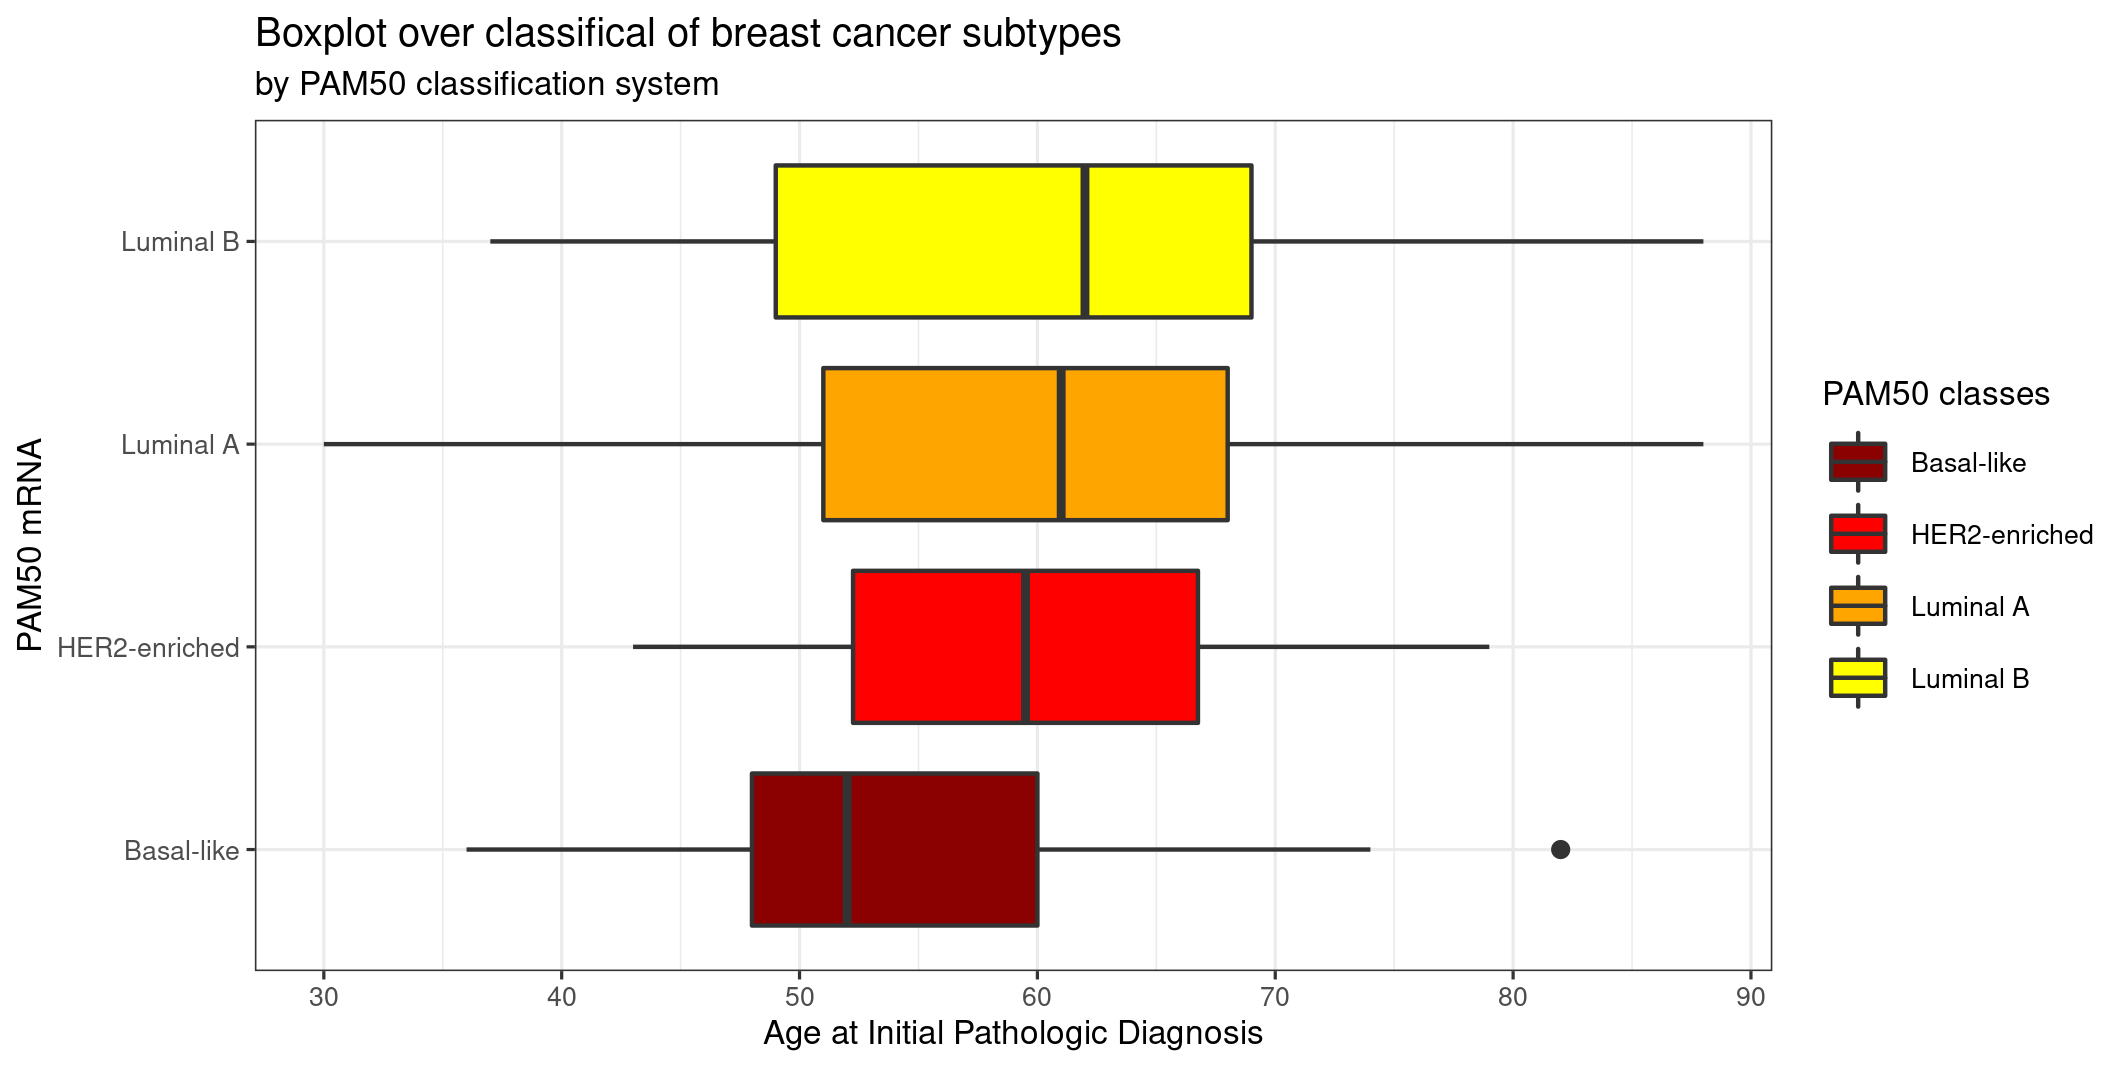 Boxplot over classifical of breast cancer subtypes
by PAM50 classification system
PAM50 mRNA
Luminal B
Luminal A
HER2-enriched
Basal-like
30 40 50 60 70 80 90
Age at Initial Pathologic Diagnosis
PAM50 classes
Basal-like
HER2-enriched
Luminal A
Luminal B